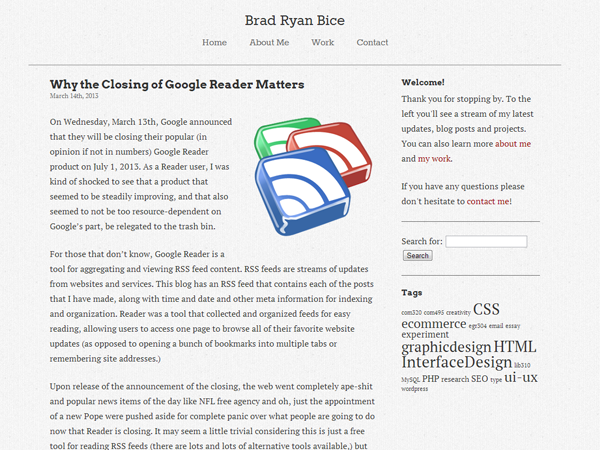 Brad Ryan Bice
Home About Me Work Contact
Why the Closing of Google Reader Matters
March 14th, 2013
On Wednesday, March 13th, Google announced
that they will be closing their popular (in
opinion if not in numbers) Google Reader
product on July 1, 2013. As a Reader user, I was
kind of shocked to see that a product that
seemed to be steadily improving, and that also
seemed to not be too resource-dependent on
Google's part, be relegated to the trash bin.
For those that don't know, Google Reader is a
tool for aggregating and viewing RSS feed content. RSS feeds are streams of updates
from websites and services. This blog has an RSS feed that contains each of the posts
that I have made, along with time and date and other meta information for indexing
and organization. Reader was a tool that collected and organized feeds for easy
reading, allowing users to access one page to browse all of their favorite website
updates (as opposed to opening a bunch of bookmarks into multiple tabs or
remembering site addresses.)
Upon release of the announcement of the closing, the web went completely ape-shit
and popular news items of the day like NFL free agency and oh, just the appointment
of a new Pope were pushed aside for complete panic over what people are going to do
now that Reader is closing. It may seem a little trivial considering this is just a free
tool for reading RSS feeds (there are lots and lots of alternative tools available,) but
Welcome!
Thank you for stopping by. To the
left you'll see a stream of my latest
updates, blog posts and projects.
You can also learn more about me
and my work.
If you have any questions please
don't hesitate to contact me!
Search for:
Search
Tags
com320 com495 creativity CSS
ecommerce egr304 email essay
experiment
graphicdesign HTML
InterfaceDesign lib310
MySQL PHP research SEO type ui-ux
wordpress